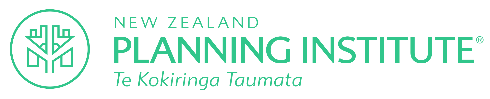 NEW ZEALAND
PLANNING INSTITUTE®
Te Kokiringa Taumata